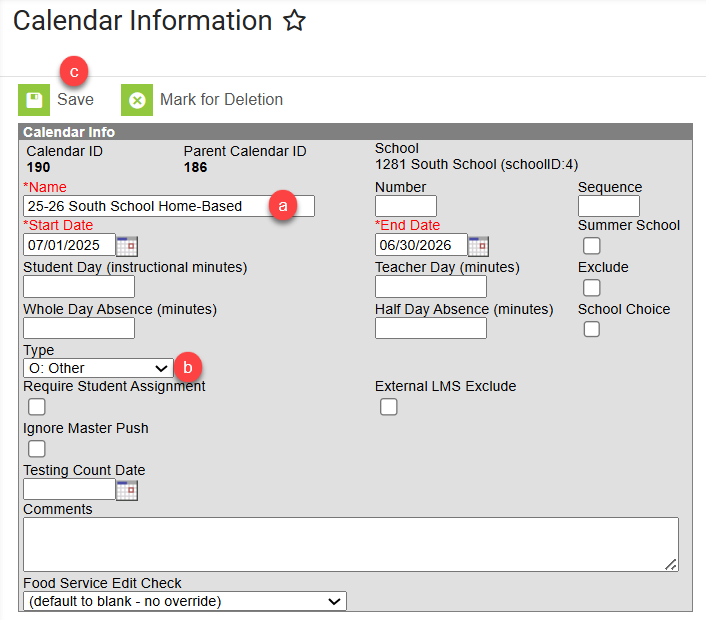 Calendar Information
c
Save Mark for Deletion
Calendar Info
Calendar ID Parent Calendar ID School
190 186 1281 South School (schoolID:4)
*Name Number Sequence
25-26 South School Home-Based a
*Start Date *End Date Summer School
07/01/2025 06/30/2026
Student Day (instructional minutes) Teacher Day (minutes) Exclude
Whole Day Absence (minutes) Half Day Absence (minutes) School Choice
Type
O: Other b
Require Student Assignment External LMS Exclude
Ignore Master Push
Testing Count Date
Comments
Food Service Edit Check
(default to blank - no override)